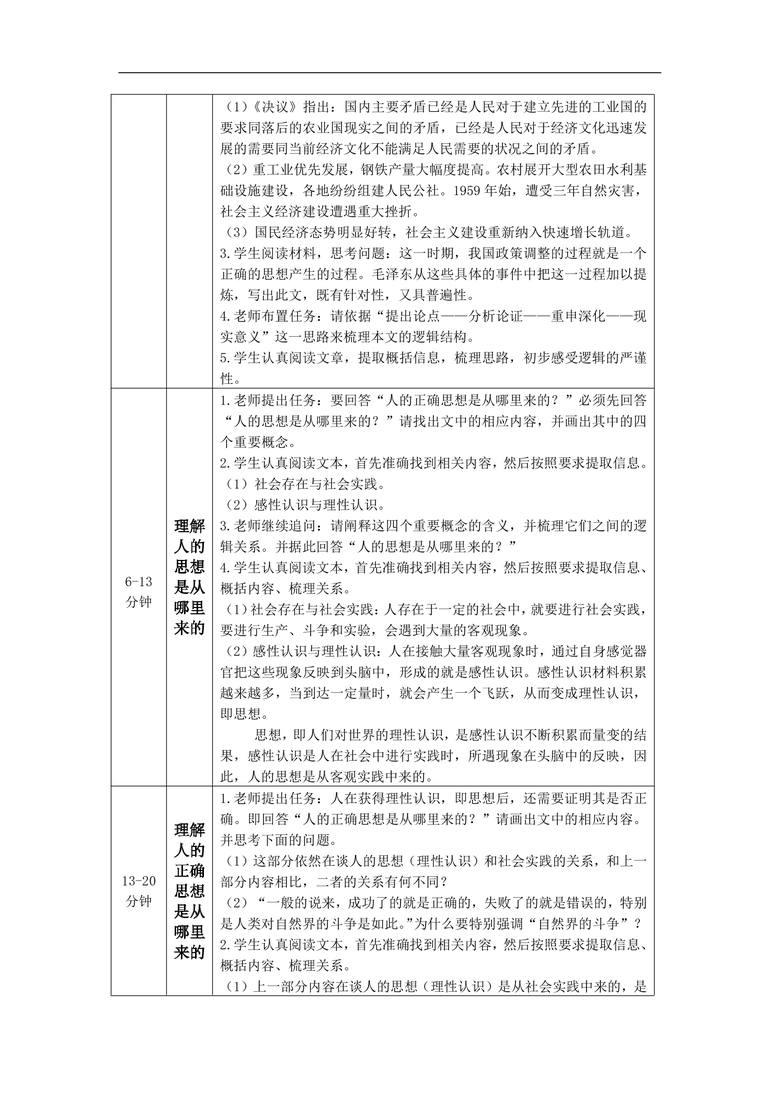 （1）《决议》指出：国内主要矛盾已经是人民对于建立先进的工业国的
要求同落后的农业国现实之间的矛盾，已经是人民对于经济文化迅速发
展的需要同当前经济文化不能满足人民需要的状况之间的矛盾。
（2）重工业优先发展，钢铁产量大幅度提高。农村展开大型农田水利基
础设施建设，各地纷纷组建人民公社。1959 年始，遭受三年自然灾害，
社会主义经济建设遭遇重大挫折。
（3）国民经济态势明显好转，社会主义建设重新纳入快速增长轨道。
3.学生阅读材料，思考问题：这一时期，我国政策调整的过程就是一个
正确的思想产生的过程。毛泽东从这些具体的事件中把这一过程加以提
炼，写出此文，既有针对性，又具普遍性。
4.老师布置任务：请依据“提出论点——分析论证——重申深化——现
实意义”这一思路来梳理本文的逻辑结构。
5.学生认真阅读文章，提取概括信息，梳理思路，初步感受逻辑的严谨
性。
6-13
分钟
理解
人的
思想
是从
哪里
来的
1.老师提出任务：要回答“人的正确思想是从哪里来的？”必须先回答
“人的思想是从哪里来的？”请找出文中的相应内容，并画出其中的四
个重要概念。
2.学生认真阅读文本，首先准确找到相关内容，然后按照要求提取信息。
（1）社会存在与社会实践。
（2）感性认识与理性认识。
3.老师继续追问：请阐释这四个重要概念的含义，并梳理它们之间的逻
辑关系。并据此回答“人的思想是从哪里来的？”
4.学生认真阅读文本，首先准确找到相关内容，然后按照要求提取信息、
概括内容、梳理关系。
（1）社会存在与社会实践：人存在于一定的社会中，就要进行社会实践，
要进行生产、斗争和实验，会遇到大量的客观现象。
（2）感性认识与理性认识：人在接触大量客观现象时，通过自身感觉器
官把这些现象反映到头脑中，形成的就是感性认识。感性认识材料积累
越来越多，当到达一定量时，就会产生一个飞跃，从而变成理性认识，
即思想。
思想，即人们对世界的理性认识，是感性认识不断积累而量变的结
果，感性认识是人在社会中进行实践时，所遇现象在头脑中的反映，因
此，人的思想是从客观实践中来的。
13-20
分钟
理解
人的
正确
思想
是从
哪里
来的
1.老师提出任务：人在获得理性认识，即思想后，还需要证明其是否正
确。即回答“人的正确思想是从哪里来的？”请画出文中的相应内容。
并思考下面的问题。
（1）这部分依然在谈人的思想（理性认识）和社会实践的关系，和上一
部分内容相比，二者的关系有何不同？
（2）“一般的说来，成功了的就是正确的，失败了的就是错误的，特别
是人类对自然界的斗争是如此。”为什么要特别强调“自然界的斗争”？
2.学生认真阅读文本，首先准确找到相关内容，然后按照要求提取信息、
概括内容、梳理关系。
（1）上一部分内容在谈人的思想（理性认识）是从社会实践中来的，是